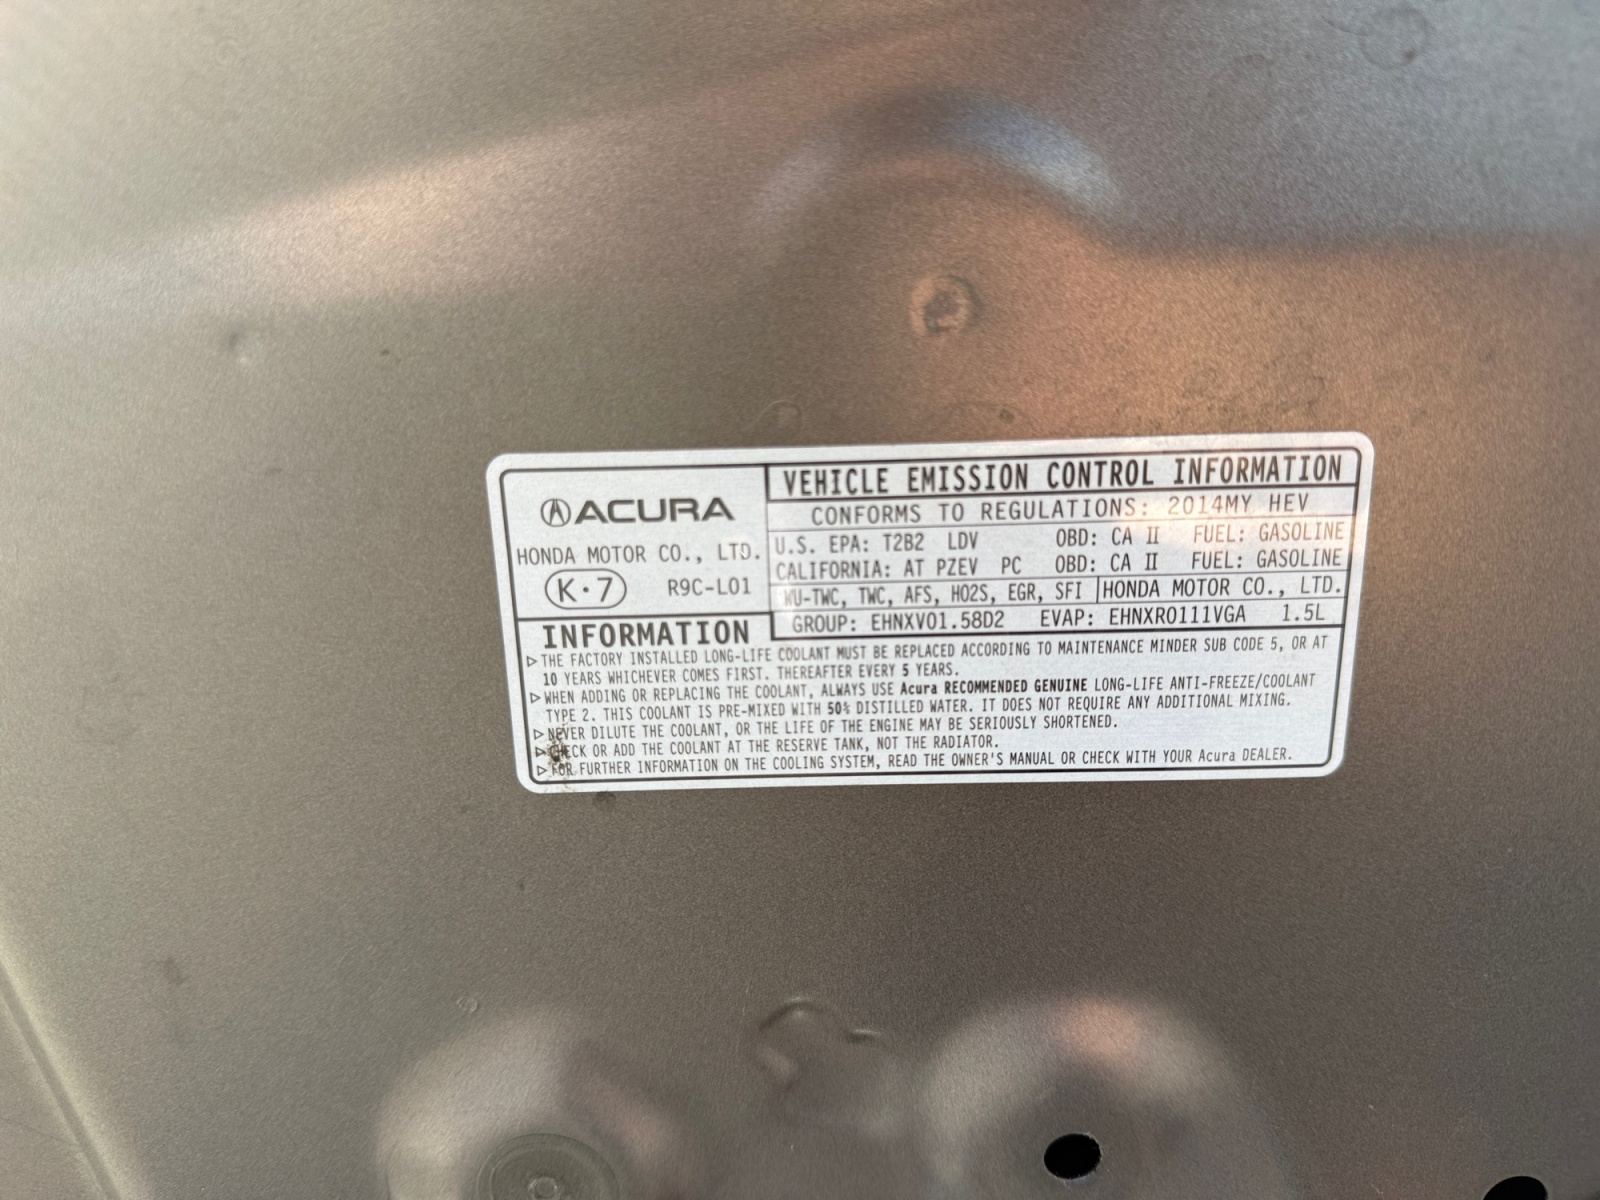 ACURA
HONDA MOTOR CO., LTD.
K·7 R9C-L01
VEHICLE EMISSION CONTROL INFORMATION
CONFORMS TO REGULATIONS: 2014MY HEV
U.S. EPA: T2B2 LDV OBD: CA II FUEL: GASOLINE
CALIFORNIA: AT PZEV PC OBD: CA II FUEL: GASOLINE
WU-TWC, TWC, AFS, HO2S, EGR, SFI HONDA MOTOR CO., LTD.
GROUP: EHNXV01.58D2 EVAP: EHNXR0111VGA 1.5L
INFORMATION
▷THE FACTORY INSTALLED LONG-LIFE COOLANT MUST BE REPLACED ACCORDING TO MAINTENANCE MINDER SUB CODE 5, OR AT
10 YEARS WHICHEVER COMES FIRST. THEREAFTER EVERY 5 YEARS.
▷WHEN ADDING OR REPLACING THE COOLANT, ALWAYS USE Acura RECOMMENDED GENUINE LONG-LIFE ANTI-FREEZE/COOLANT
TYPE 2. THIS COOLANT IS PRE-MIXED WITH 50% DISTILLED WATER. IT DOES NOT REQUIRE ANY ADDITIONAL MIXING.
▷NEVER DILUTE THE COOLANT, OR THE LIFE OF THE ENGINE MAY BE SERIOUSLY SHORTENED.
▷CHECK OR ADD THE COOLANT AT THE RESERVE TANK, NOT THE RADIATOR.
▷FOR FURTHER INFORMATION ON THE COOLING SYSTEM, READ THE OWNER'S MANUAL OR CHECK WITH YOUR Acura DEALER.